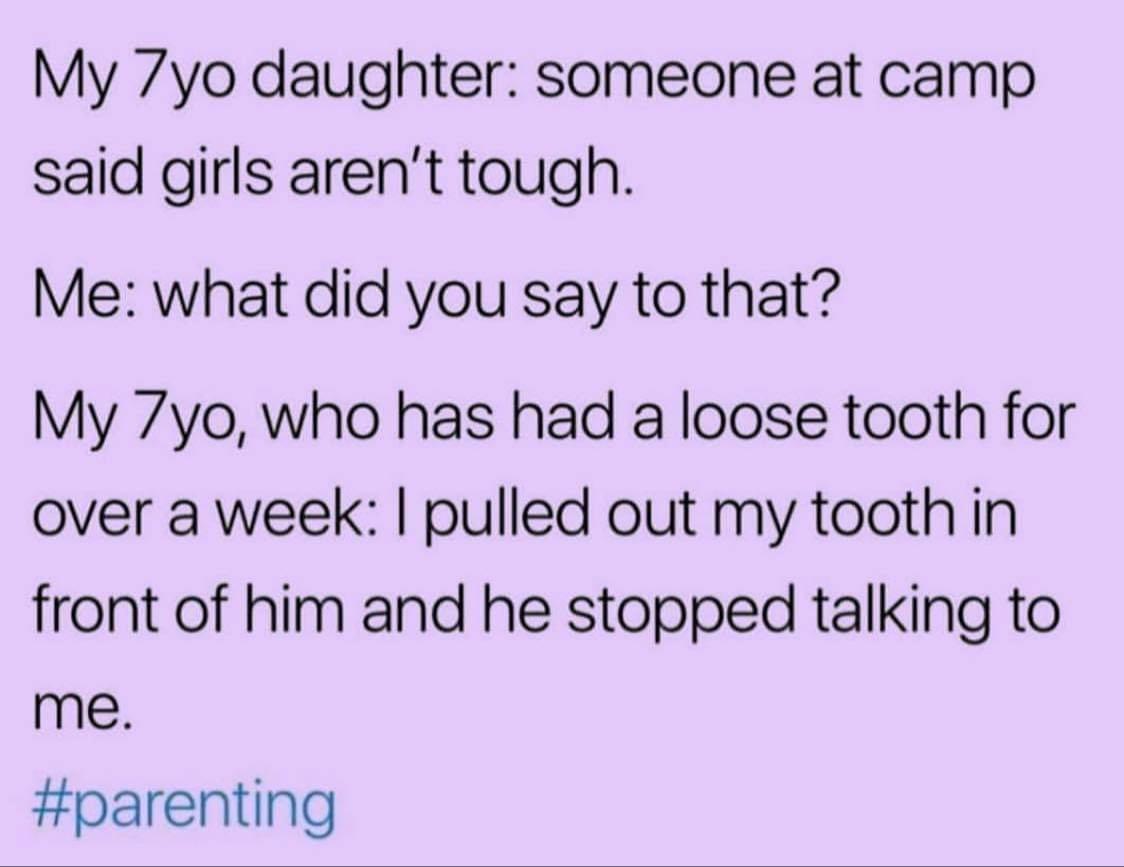 My 7yo daughter: someone at camp
said girls aren’t tough.
Me: what did you say to that?
My 7yo, who has had a loose tooth for
over a week: I pulled out my tooth in
front of him and he stopped talking to
me.
#parenting